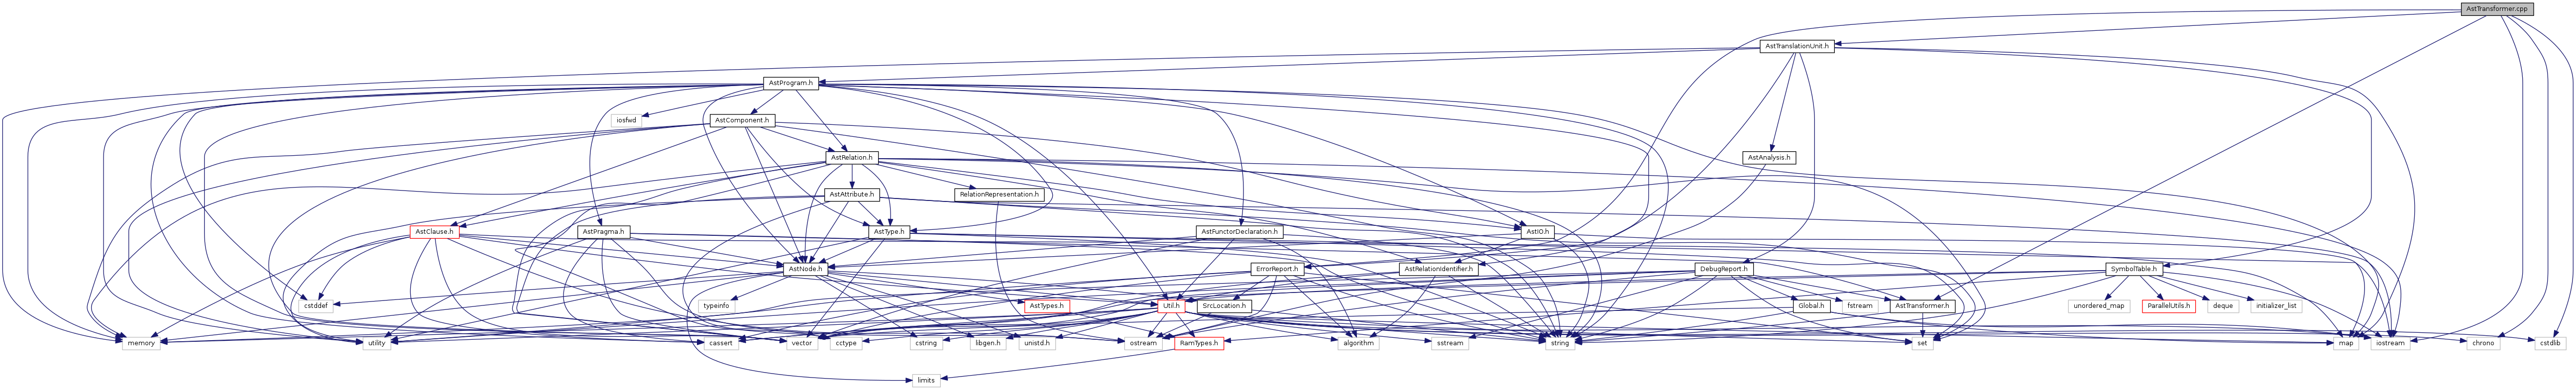 AstTransformer.cpp
AstTranslationUnit.h
AstProgram.h
iosfwd
AstComponent.h
AstRelation.h
AstAnalysis.h
AstAttribute.h
RelationRepresentation.h
AstClause.h
AstPragma.h
AstType.h
AstFunctorDeclaration.h
AstIO.h
AstNode.h
ErrorReport.h
AstRelationIdentifier.h
DebugReport.h
SymbolTable.h
cstddef
typeinfo
AstTypes.h
Util.h
SrcLocation.h
Global.h
fstream
AstTransformer.h
unordered_map
ParallelUtils.h
deque
initializer_list
memory
utility
cassert
vector
cctype
cstring
libgen.h
unistd.h
ostream
RamTypes.h
algorithm
sstream
string
set
map
iostream
chrono
cstdlib
limits